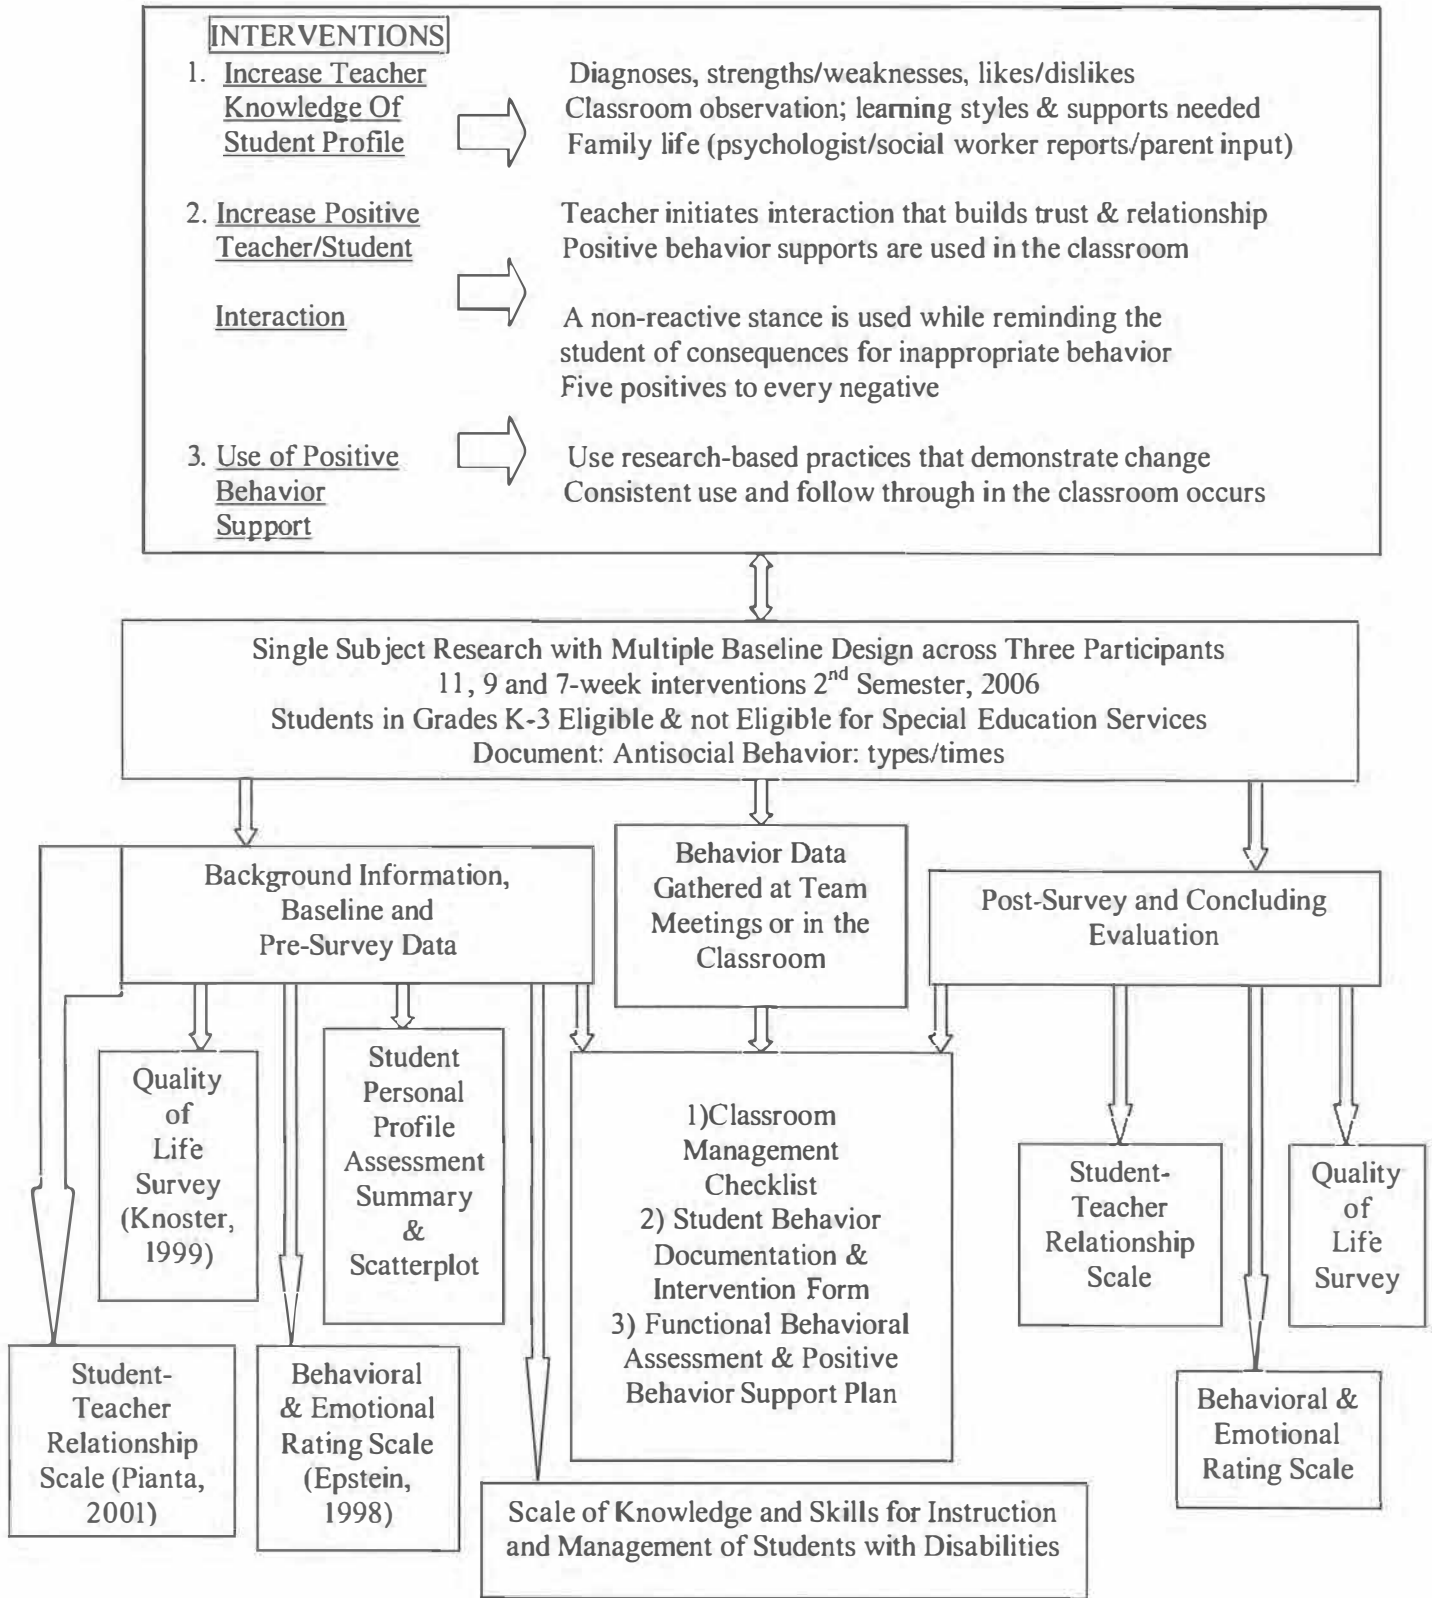 INTERVENTIONS
1. Increase Teacher
Knowledge Of
Student Profile
Diagnoses, strengths/weaknesses, likes/dislikes
Classroom observation; learning styles & supports needed
Family life (psychologist/social worker reports/parent input)
2. Increase Positive
Teacher/Student
Interaction
Teacher initiates interaction that builds trust & relationship
Positive behavior supports are used in the classroom
A non-reactive stance is used while reminding the
student of consequences for inappropriate behavior
Five positives to every negative
3. Use of Positive
Behavior
Support
Use research-based practices that demonstrate change
Consistent use and follow through in the classroom occurs
Single Subject Research with Multiple Baseline Design across Three Participants
11, 9 and 7-week interventions 2nd Semester, 2006
Students in Grades K-3 Eligible & not Eligible for Special Education Services
Document: Antisocial Behavior: types/times
Background Information,
Baseline and
Pre-Survey Data
Behavior Data
Gathered at Team
Meetings or in the
Classroom
Post-Survey and Concluding
Evaluation
Quality
of
Life
Survey
(Knoster,
1999)
Student
Personal
Profile
Assessment
Summary
&
Scatterplot
1)Classroom
Management
Checklist
2) Student Behavior
Documentation &
Intervention Form
3) Functional Behavioral
Assessment & Positive
Behavior Support Plan
Student-
Teacher
Relationship
Scale
Quality
of
Life
Survey
Student-
Teacher
Relationship
Scale (Pianta,
2001)
Behavioral
& Emotional
Rating Scale
(Epstein,
1998)
Behavioral &
Emotional
Rating Scale
Scale of Knowledge and Skills for Instruction
and Management of Students with Disabilities